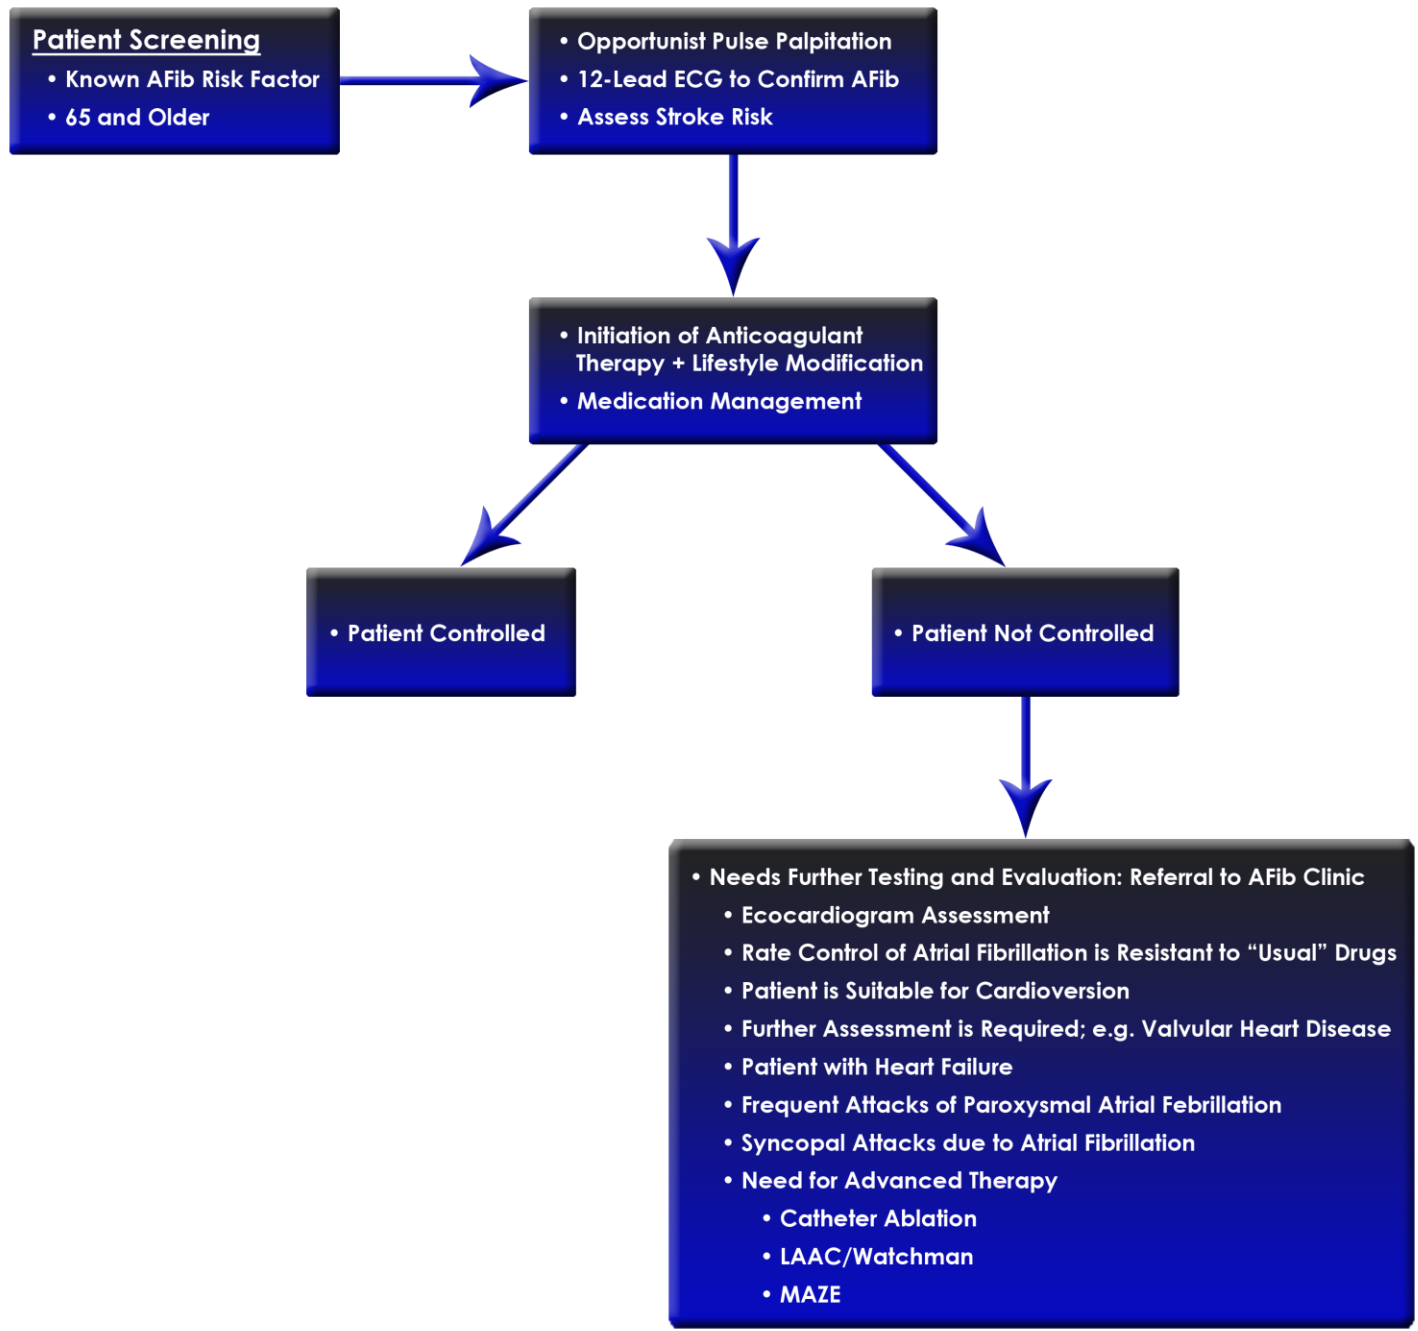 Patient Screening
• Known AFib Risk Factor
• 65 and Older
• Opportunist Pulse Palpitation
• 12-Lead ECG to Confirm AFib
• Assess Stroke Risk
• Initiation of Anticoagulant
Therapy + Lifestyle Modification
• Medication Management
• Patient Controlled
• Patient Not Controlled
• Needs Further Testing and Evaluation: Referral to AFib Clinic
• Ecocardiogram Assessment
• Rate Control of Atrial Fibrillation is Resistant to “Usual” Drugs
• Patient is Suitable for Cardioversion
• Further Assessment is Required; e.g. Valvular Heart Disease
• Patient with Heart Failure
• Frequent Attacks of Paroxysmal Atrial Febrillation
• Syncopal Attacks due to Atrial Fibrillation
• Need for Advanced Therapy
• Catheter Ablation
• LAAC/Watchman
• MAZE